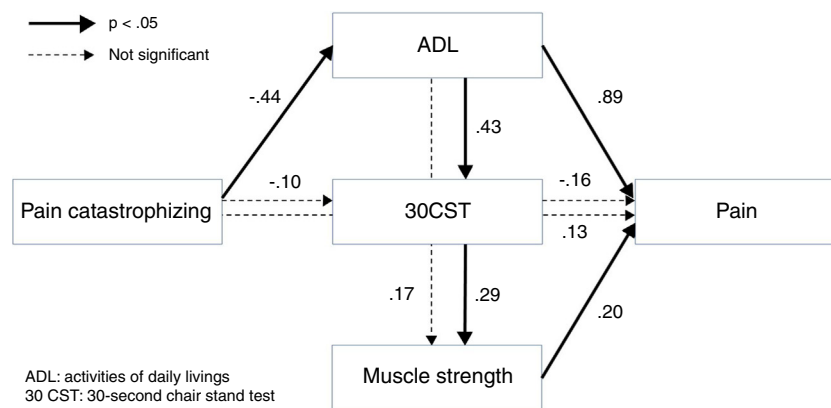 p < .05
Not significant
ADL
-.44
.89
.43
-.10
-.16
Pain catastrophizing
30CST
Pain
.13
.17
.29
.20
Muscle strength
ADL: activities of daily livings
30 CST: 30-second chair stand test